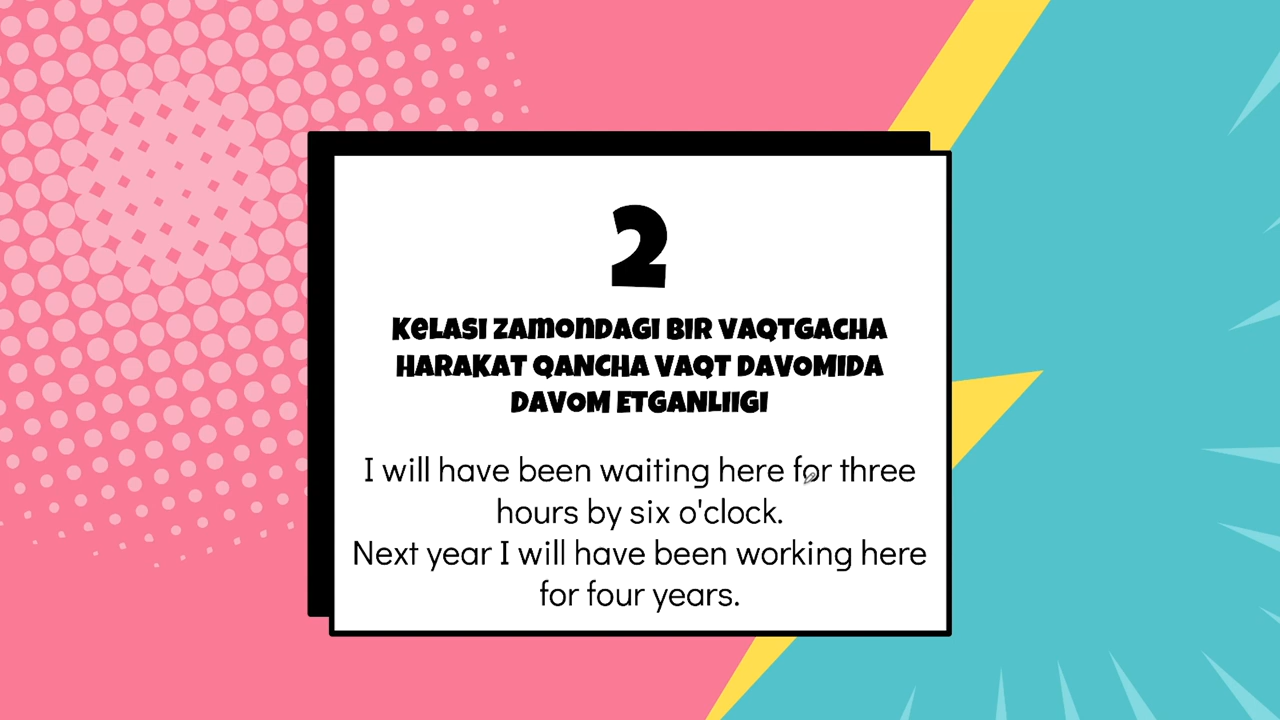 2
KELASI ZAMONDAGI BIR VAQTGACHA
HARAKAT QANCHA VAQT DAVOMIDA
DAVOM ETGANLIIGI
I will have been waiting here for three
hours by six o'clock.
Next year I will have been working here
for four years.